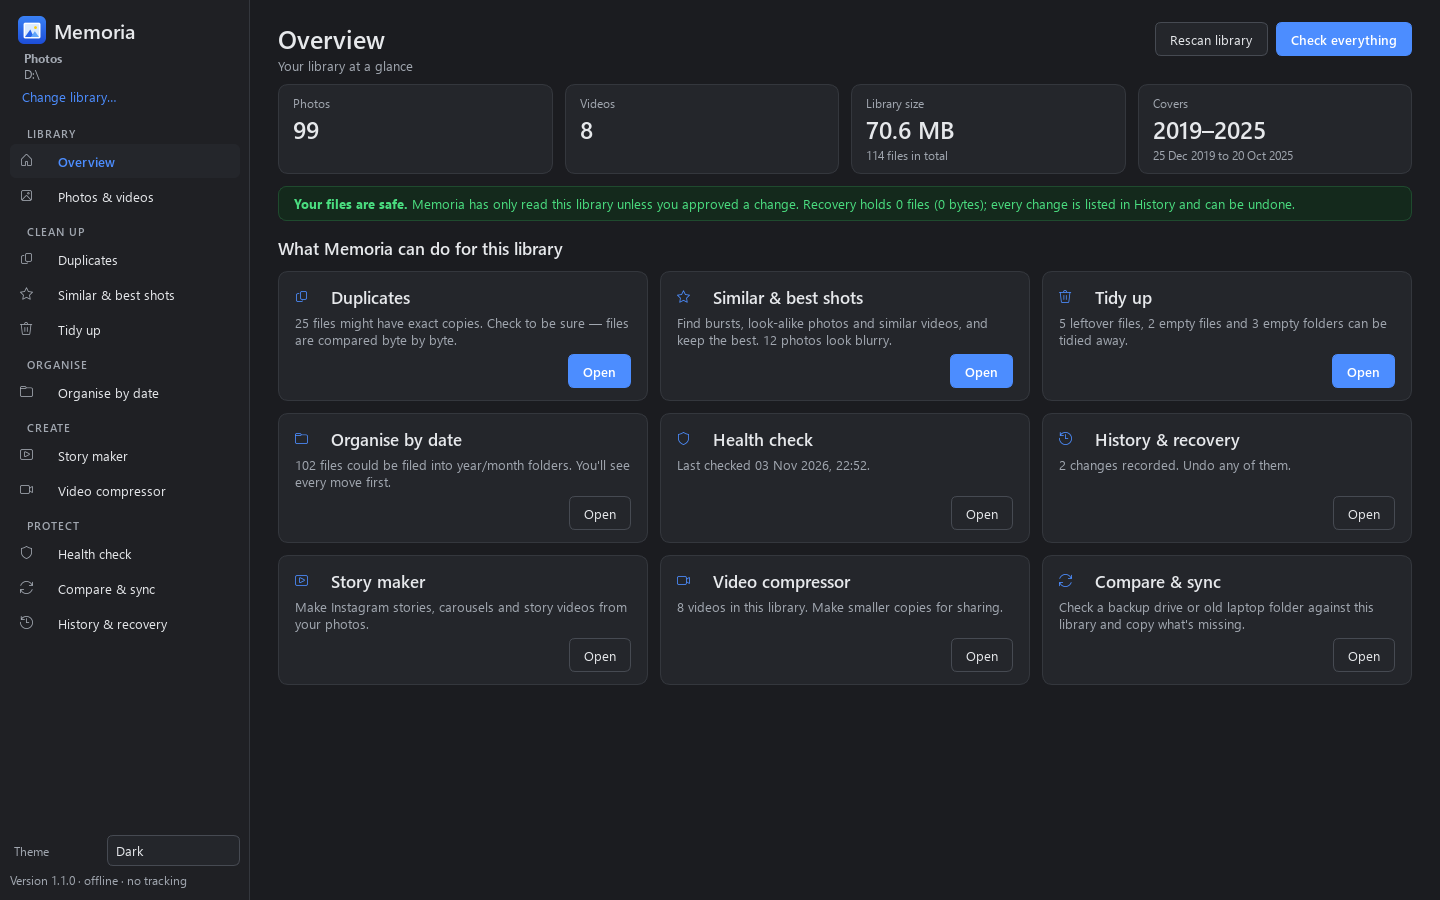 Memoria
Photos
D:\
Change library...
LIBRARY
Overview
Photos & videos
CLEAN UP
Duplicates
Similar & best shots
Tidy up
ORGANISE
Organise by date
CREATE
Story maker
Video compressor
PROTECT
Health check
Compare & sync
History & recovery
Theme
Dark
Version 1.1.0 · offline · no tracking
Overview
Your library at a glance
Rescan library
Check everything
Photos
99
Videos
8
Library size
70.6 MB
114 files in total
Covers
2019–2025
25 Dec 2019 to 20 Oct 2025
Your files are safe. Memoria has only read this library unless you approved a change. Recovery holds 0 files (0 bytes); every change is listed in History and can be undone.
What Memoria can do for this library
Duplicates
25 files might have exact copies. Check to be sure — files
are compared byte by byte.
Open
Similar & best shots
Find bursts, look-alike photos and similar videos, and
keep the best. 12 photos look blurry.
Open
Tidy up
5 leftover files, 2 empty files and 3 empty folders can be
tidied away.
Open
Organise by date
102 files could be filed into year/month folders. You'll see
every move first.
Open
Health check
Last checked 03 Nov 2026, 22:52.
Open
History & recovery
2 changes recorded. Undo any of them.
Open
Story maker
Make Instagram stories, carousels and story videos from
your photos.
Open
Video compressor
8 videos in this library. Make smaller copies for sharing.
Open
Compare & sync
Check a backup drive or old laptop folder against this
library and copy what's missing.
Open